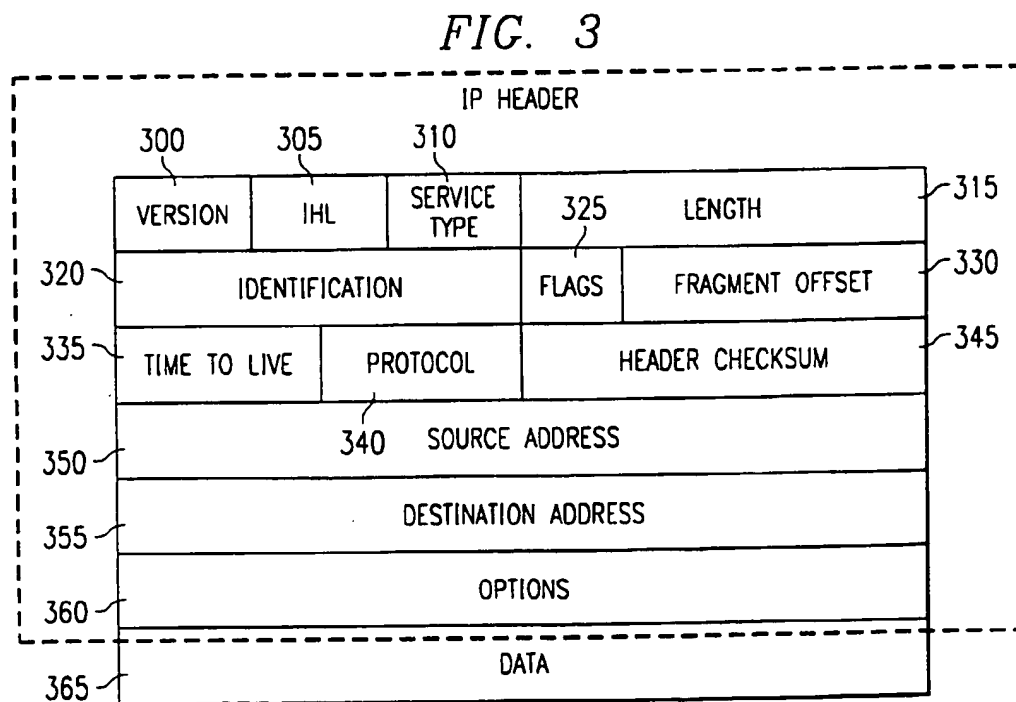 FIG. 3
IP HEADER
300 305 310
VERSION IHL SERVICE TYPE 325 LENGTH 315
320 IDENTIFICATION FLAGS FRAGMENT OFFSET 330
335 TIME TO LIVE PROTOCOL HEADER CHECKSUM 345
340
350 SOURCE ADDRESS
355 DESTINATION ADDRESS
360 OPTIONS
365 DATA